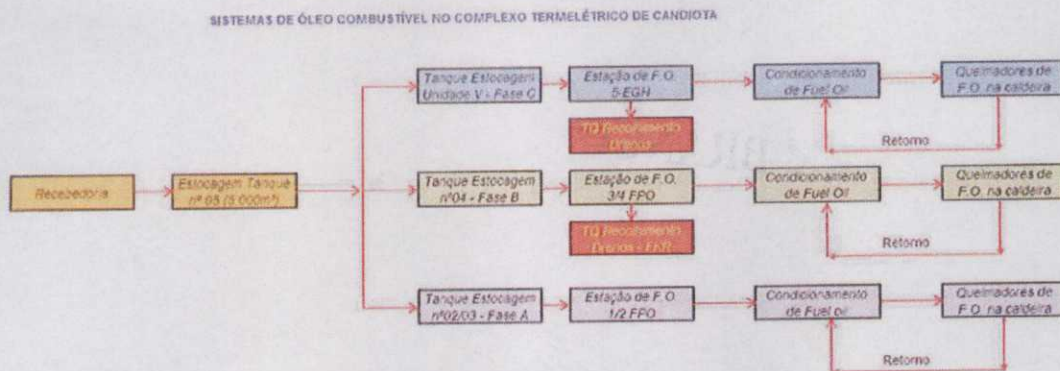 SISTEMAS DE ÓLEO COMBUSTÍVEL NO COMPLEXO TERMELÉTRICO DE CANDIOTA
Tanque Estocagem
Unidade V - Fase C
Estação de F.O.
5-EGH
Condicionamento
de Fuel Oil
Queimadores de
F.O. na caldeira
TQ Recolhimento
Drenos
Retorno
Recebedoria
Estocagem Tanque
nº 05 (5.000m³)
Tanque Estocagem
nº04 - Fase B
Estação de F.O.
3/4 FPO
Condicionamento
de Fuel Oil
Queimadores de
F.O. na caldeira
TQ Recolhimento
Drenos -
Retorno
Tanque Estocagem
nº02/03 - Fase A
Estação de F.O.
1/2 FPO
Condicionamento
de Fuel oil
Queimadores de
F.O. na caldeira
Retorno